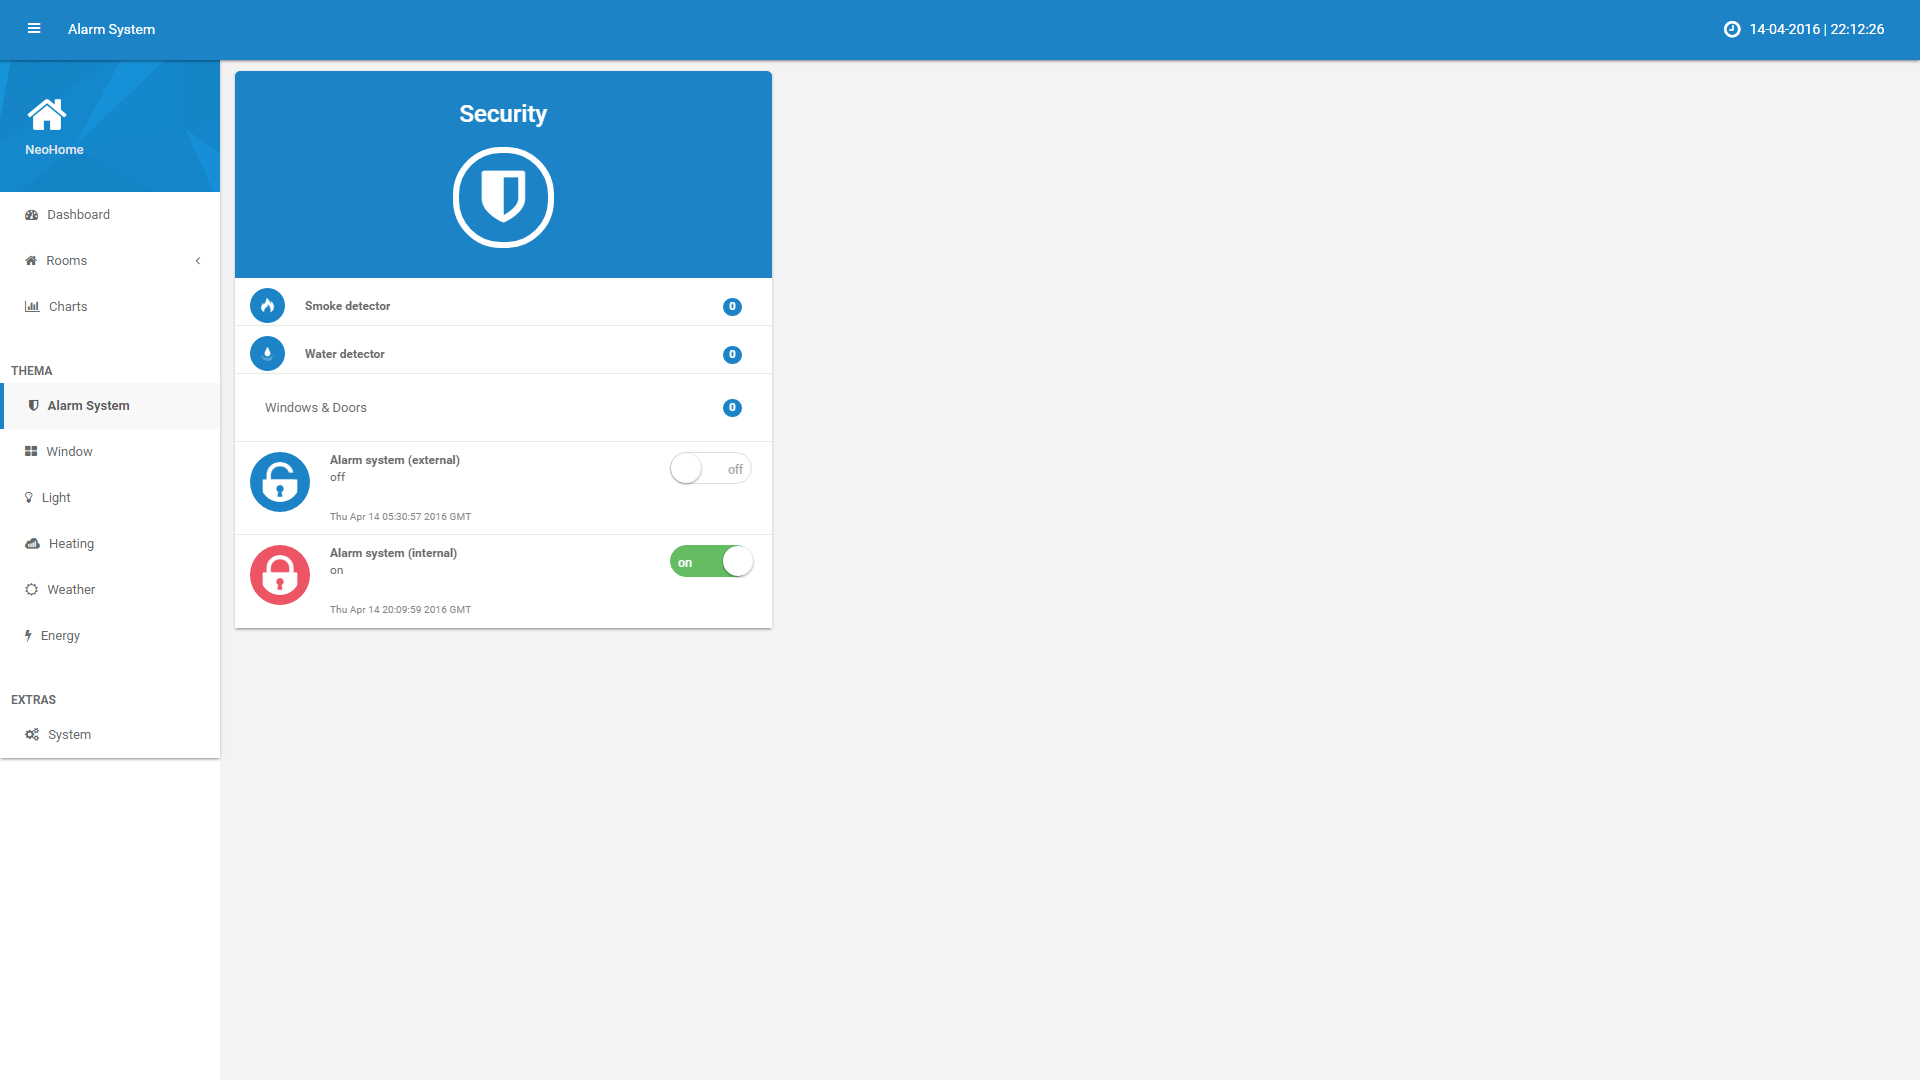 Alarm System
14-04-2016 | 22:12:26
NeoHome
Dashboard
Rooms
Charts
THEMA
Alarm System
Window
Light
Heating
Weather
Energy
EXTRAS
System
Security
Smoke detector 0
Water detector 0
Windows & Doors 0
Alarm system (external)
off
off
Thu Apr 14 05:30:57 2016 GMT
Alarm system (internal)
on
on
Thu Apr 14 20:09:59 2016 GMT